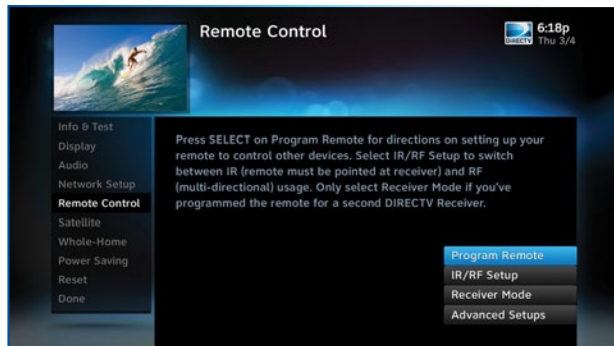 Remote Control
DIRECTV
6:18p
Thu 3/4
Info & Test
Display
Audio
Network Setup
Remote Control
Satellite
Whole-Home
Power Saving
Reset
Done
Press SELECT on Program Remote for directions on setting up your
remote to control other devices. Select IR/RF Setup to switch
between IR (remote must be pointed at receiver) and RF
(multi-directional) usage. Only select Receiver Mode if you've
programmed the remote for a second DIRECTV Receiver.
Program Remote
IR/RF Setup
Receiver Mode
Advanced Setups